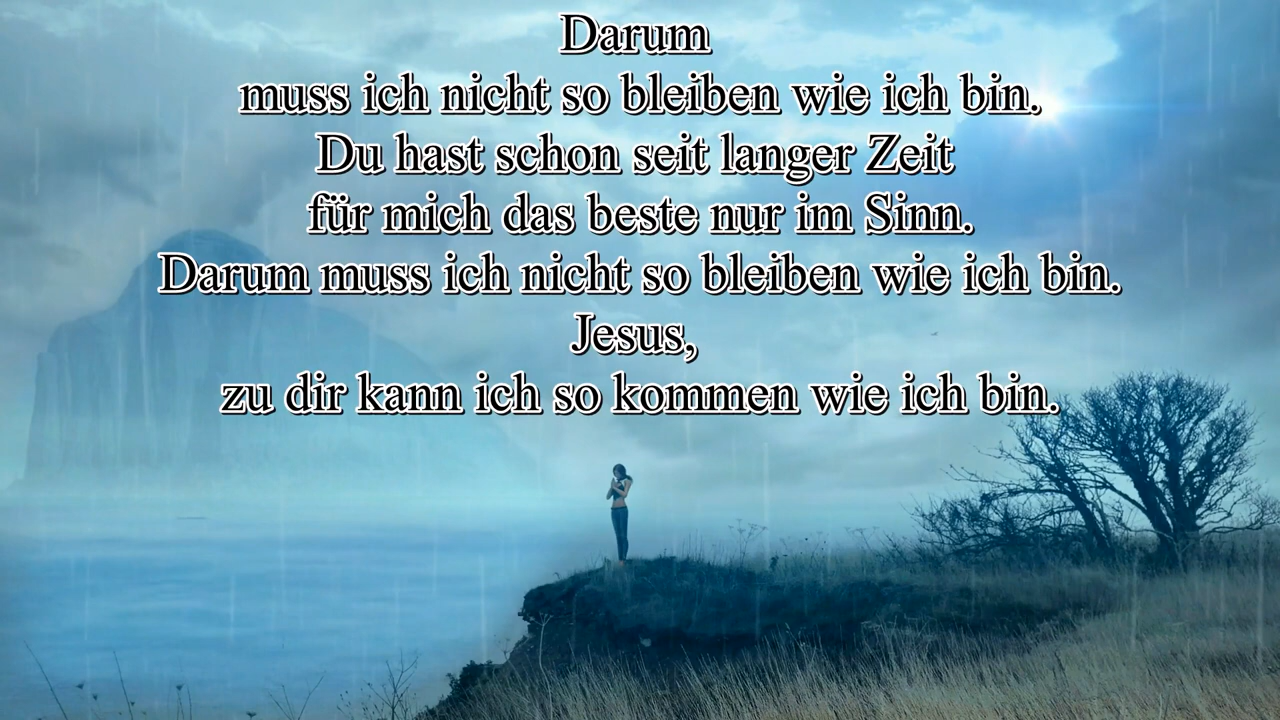 Darum
muss ich nicht so bleiben wie ich bin.
Du hast schon seit langer Zeit
für mich das beste nur im Sinn.
Darum muss ich nicht so bleiben wie ich bin.
Jesus,
zu dir kann ich so kommen wie ich bin.